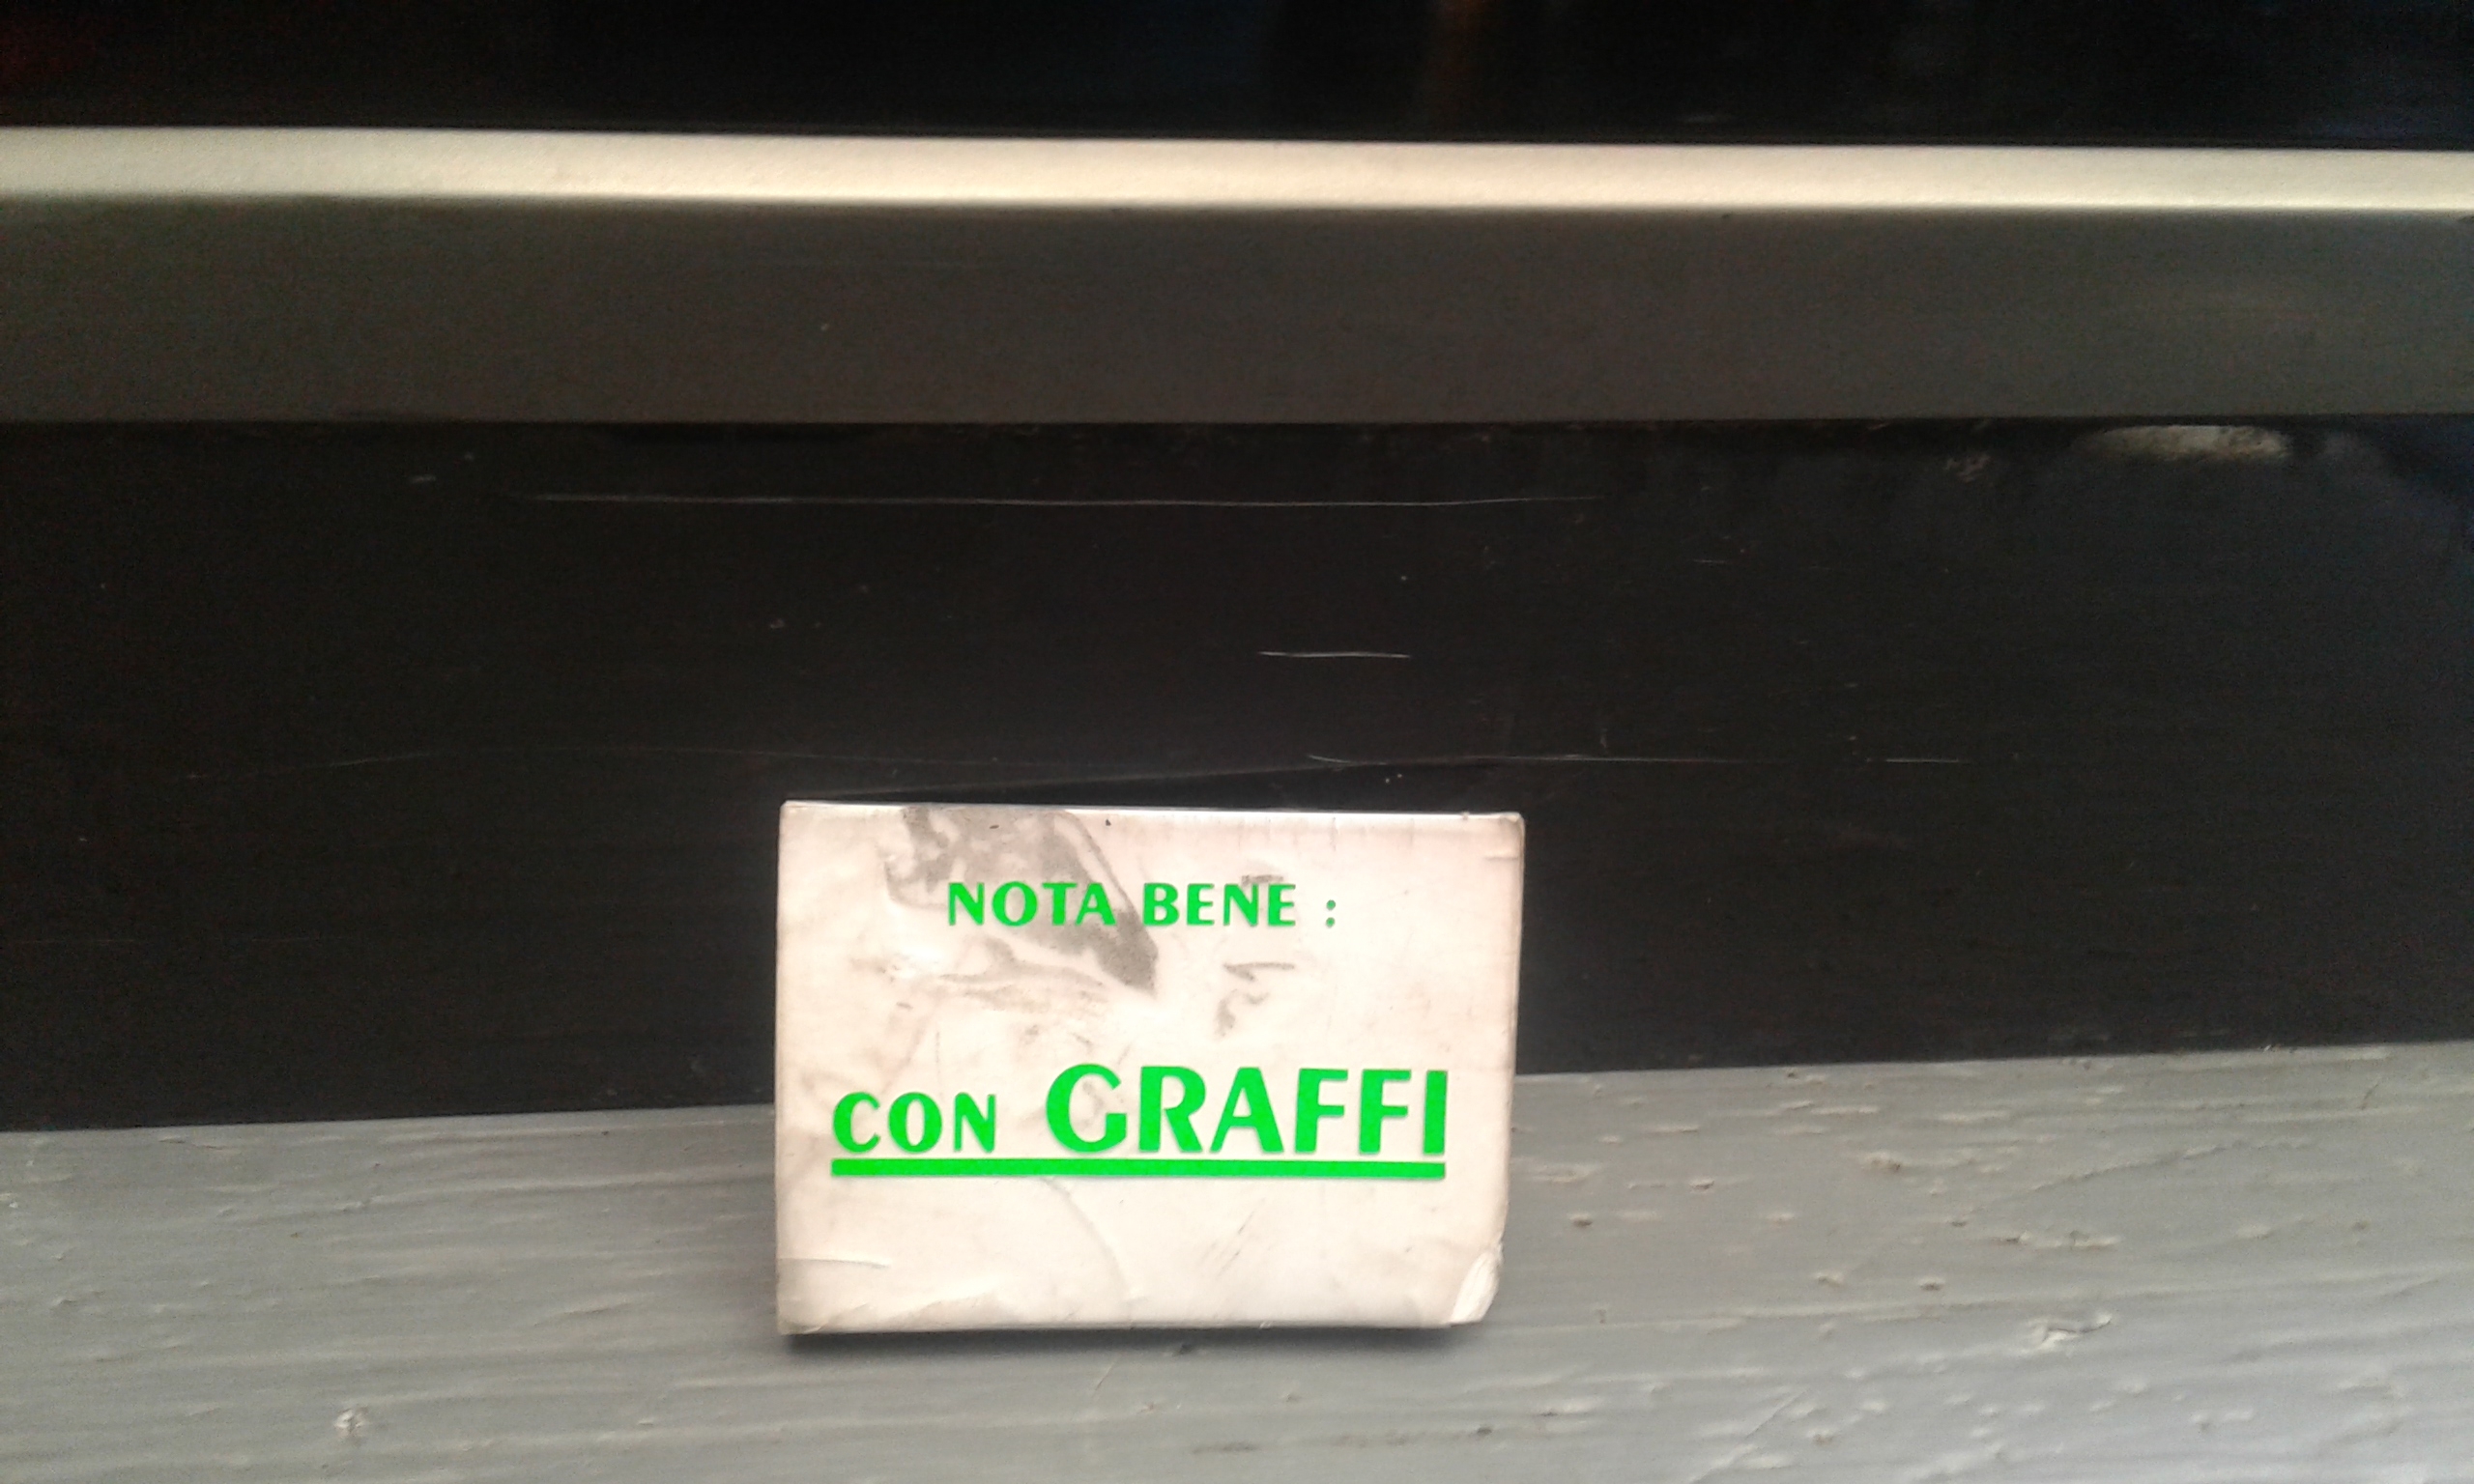 NOTA BENE :
CON GRAFFI